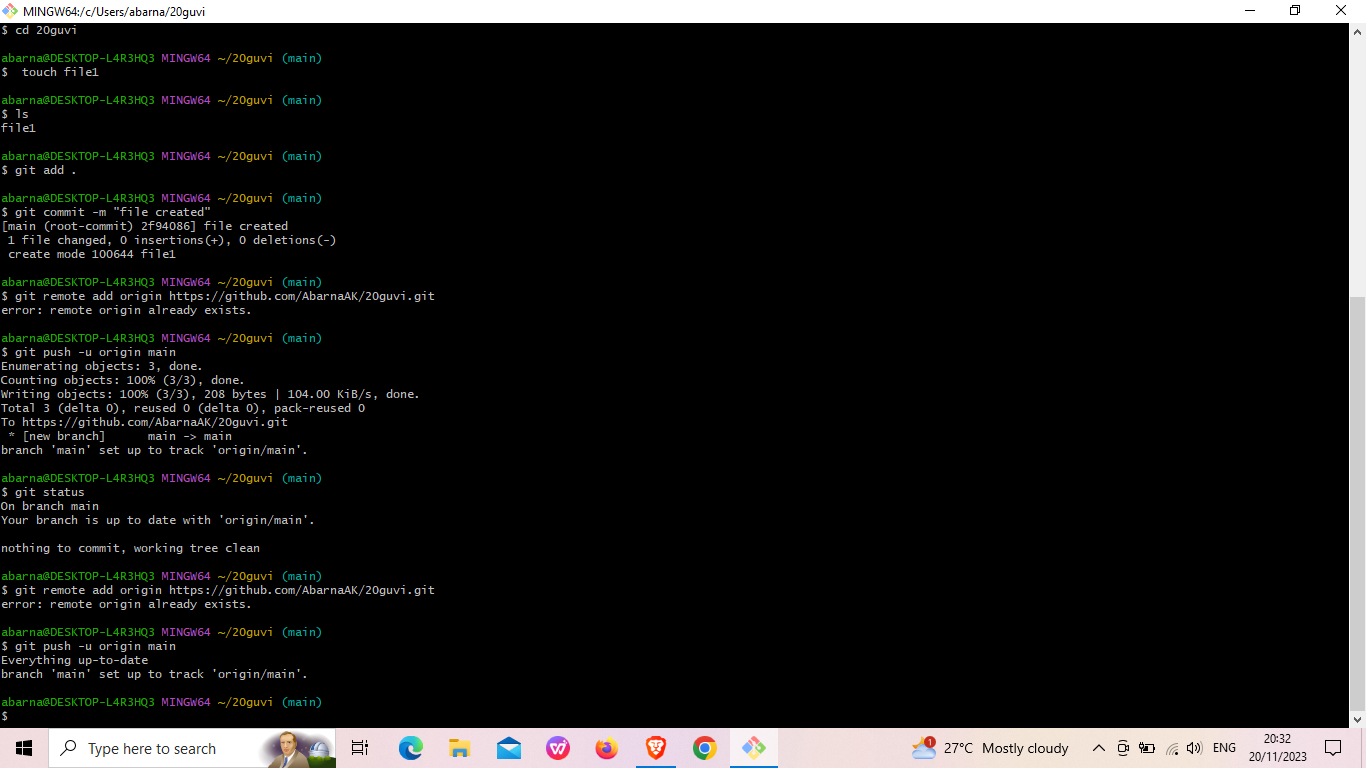 MINGW64:/c/Users/abarna/20guvi
$ cd 20guvi
abarna@DESKTOP-L4R3HQ3 MINGW64 ~/20guvi (main)
$  touch file1
abarna@DESKTOP-L4R3HQ3 MINGW64 ~/20guvi (main)
$ ls
file1
abarna@DESKTOP-L4R3HQ3 MINGW64 ~/20guvi (main)
$ git add .
abarna@DESKTOP-L4R3HQ3 MINGW64 ~/20guvi (main)
$ git commit -m "file created"
[main (root-commit) 2f94086] file created
 1 file changed, 0 insertions(+), 0 deletions(-)
 create mode 100644 file1
abarna@DESKTOP-L4R3HQ3 MINGW64 ~/20guvi (main)
$ git remote add origin https://github.com/AbarnaAK/20guvi.git
error: remote origin already exists.
abarna@DESKTOP-L4R3HQ3 MINGW64 ~/20guvi (main)
$ git push -u origin main
Enumerating objects: 3, done.
Counting objects: 100% (3/3), done.
Writing objects: 100% (3/3), 208 bytes | 104.00 KiB/s, done.
Total 3 (delta 0), reused 0 (delta 0), pack-reused 0
To https://github.com/AbarnaAK/20guvi.git
 * [new branch]      main -> main
branch 'main' set up to track 'origin/main'.
abarna@DESKTOP-L4R3HQ3 MINGW64 ~/20guvi (main)
$ git status
On branch main
Your branch is up to date with 'origin/main'.
nothing to commit, working tree clean
abarna@DESKTOP-L4R3HQ3 MINGW64 ~/20guvi (main)
$ git remote add origin https://github.com/AbarnaAK/20guvi.git
error: remote origin already exists.
abarna@DESKTOP-L4R3HQ3 MINGW64 ~/20guvi (main)
$ git push -u origin main
Everything up-to-date
branch 'main' set up to track 'origin/main'.
abarna@DESKTOP-L4R3HQ3 MINGW64 ~/20guvi (main)
$
Type here to search
1
27°C Mostly cloudy
ENG
20:32
20/11/2023